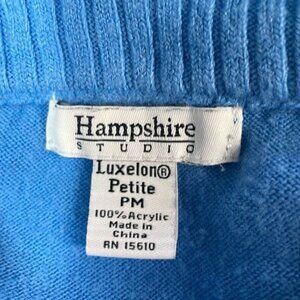 Hampshire
STUDIO
Luxelon®
Petite
PM
100% Acrylic
Made in
China
RN 15610